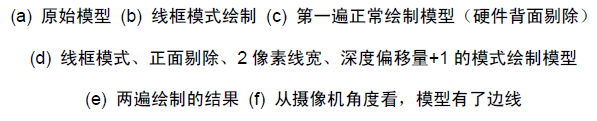 (a) 原始模型 (b) 线框模式绘制 (c) 第一遍正常绘制模型（硬件背面剔除）
(d) 线框模式、正面剔除、2 像素线宽、深度偏移量+1 的模式绘制模型
(e) 两遍绘制的结果 (f) 从摄像机角度看，模型有了边线